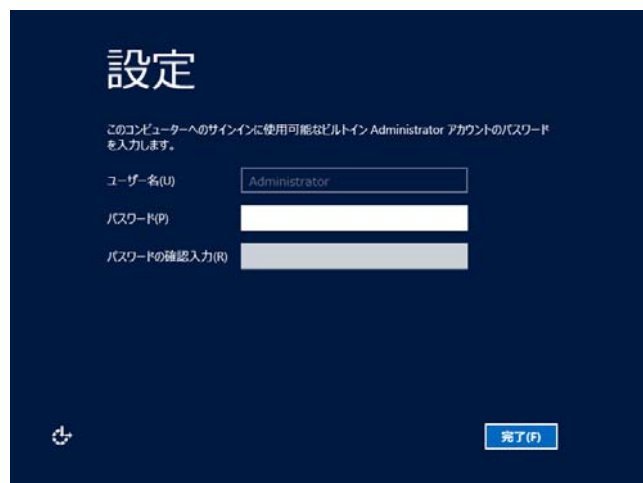 設定
このコンピューターへのサインインに使用可能なビルトイン Administrator アカウントのパスワード
を入力します。
ユーザー名(U)
Administrator
パスワード(P)
パスワードの確認入力(R)
完了(F)